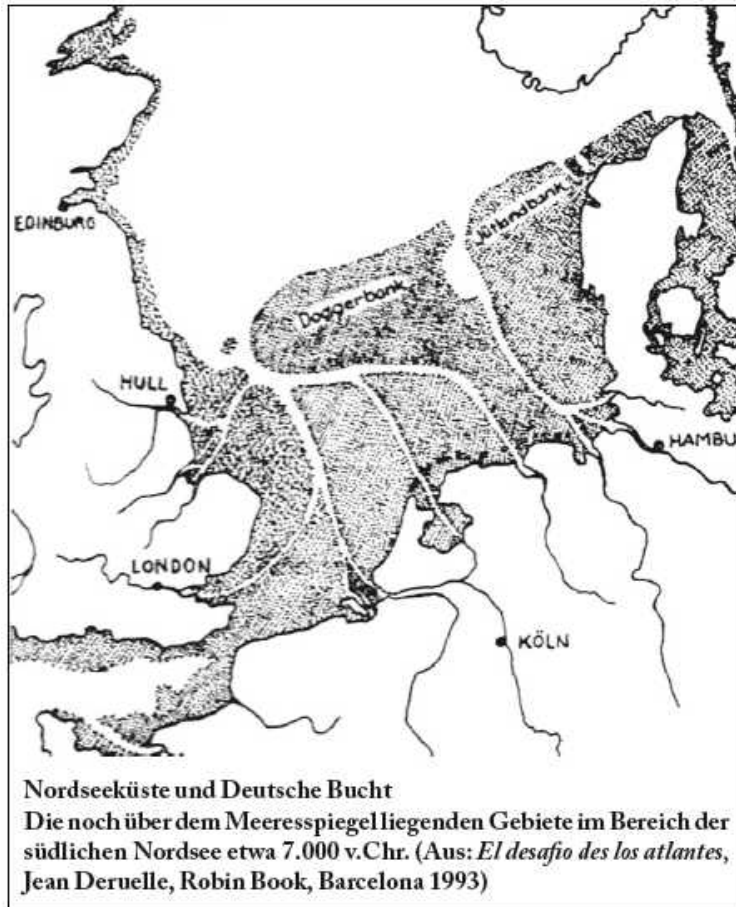 Jütlandbank
EDINBURG
Doggerbank
HULL
HAMBU
LONDON
KÖLN
Nordseeküste und Deutsche Bucht
Die noch über dem Meeresspiegel liegenden Gebiete im Bereich der
südlichen Nordsee etwa 7.000 v.Chr. (Aus: El desafio des los atlantes,
Jean Deruelle, Robin Book, Barcelona 1993)